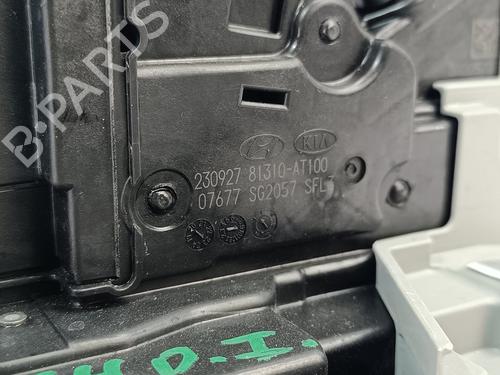 B-PARTS
KIA
230927 81310-AT100
07677 SG2057 SFL
D.I.